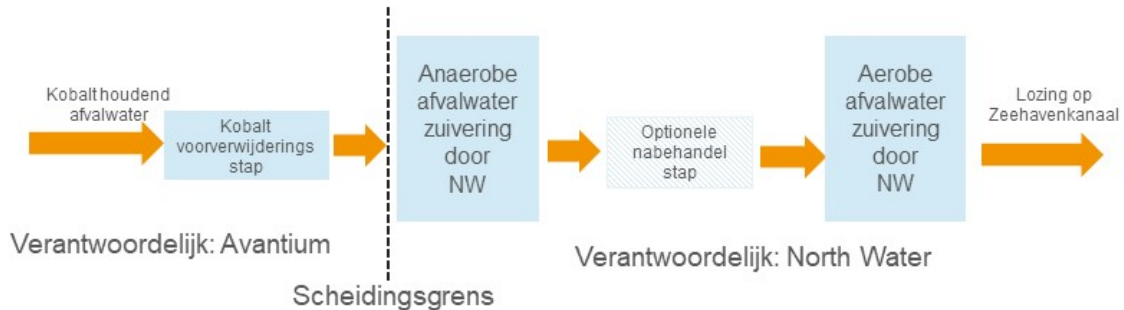 Kobalt houdend
afvalwater
Kobalt
voorverwijderings
stap
Anaerobe
afvalwater
zuivering
door
NW
Optionele
nabehandel
stap
Aerobe
afvalwater
zuivering
door
NW
Lozing op
Zeehavenkanaal
Verantwoordelijk: Avantium
Verantwoordelijk: North Water
Scheidingsgrens